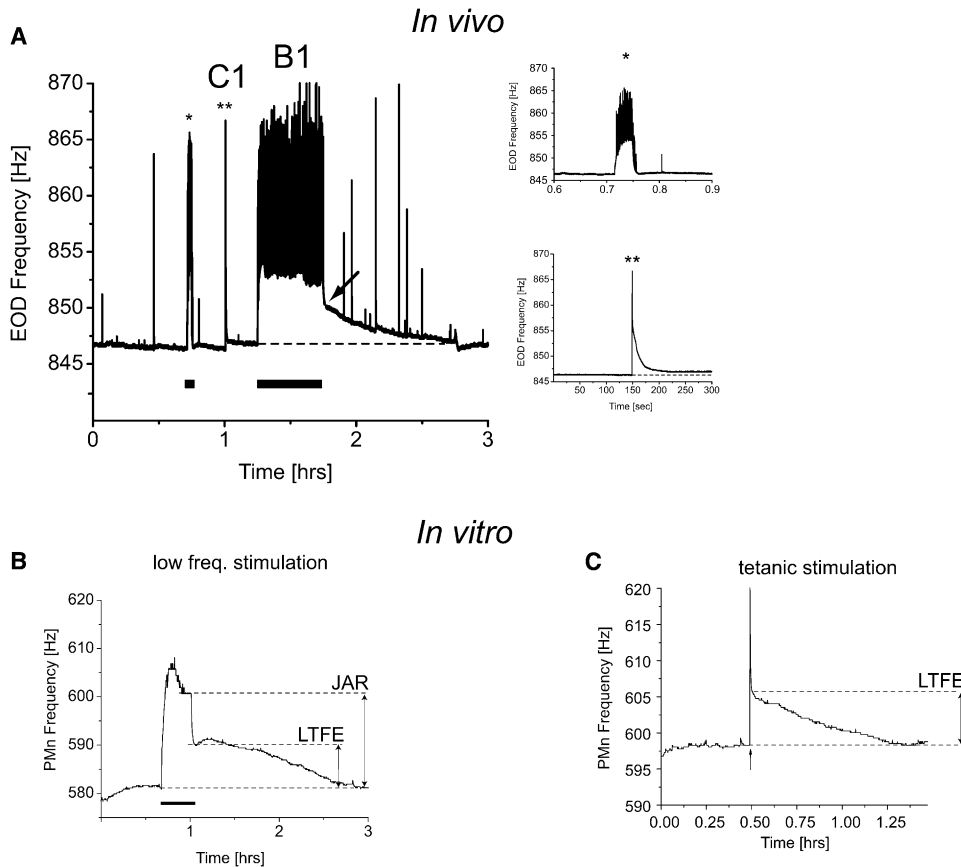 In vivo
A
C1
B1
*
**
870
865
860
855
850
845
EOD Frequency [Hz]
0
1
2
3
Time [hrs]
*
870
865
860
855
850
845
EOD Frequency [Hz]
0.6
0.7
0.8
0.9
**
870
865
860
855
850
845
EOD Frequency [Hz]
50
100
150
200
250
300
Time [sec]
In vitro
B
low freq. stimulation
620
610
600
590
580
PMn Frequency [Hz]
JAR
LTFE
0
1
2
3
Time [hrs]
C
tetanic stimulation
620
615
610
605
600
595
590
PMn Frequency [Hz]
LTFE
0.00
0.25
0.50
0.75
1.00
1.25
Time [hrs]